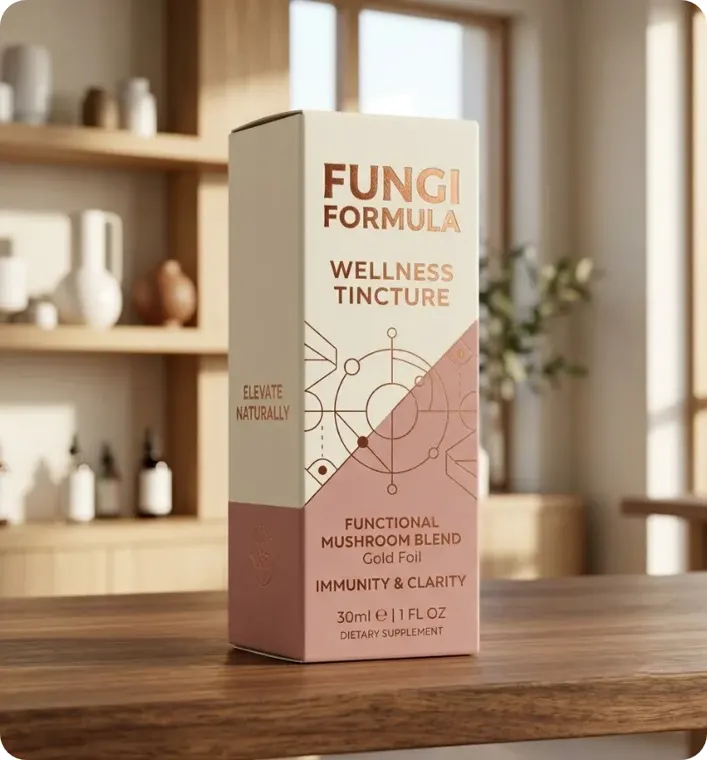 FUNGI
FORMULA
WELLNESS
TINCTURE
ELEVATE
NATURALLY
FUNCTIONAL
MUSHROOM BLEND
Gold Foil
IMMUNITY & CLARITY
30ml ℮ | 1 FL OZ
DIETARY SUPPLEMENT